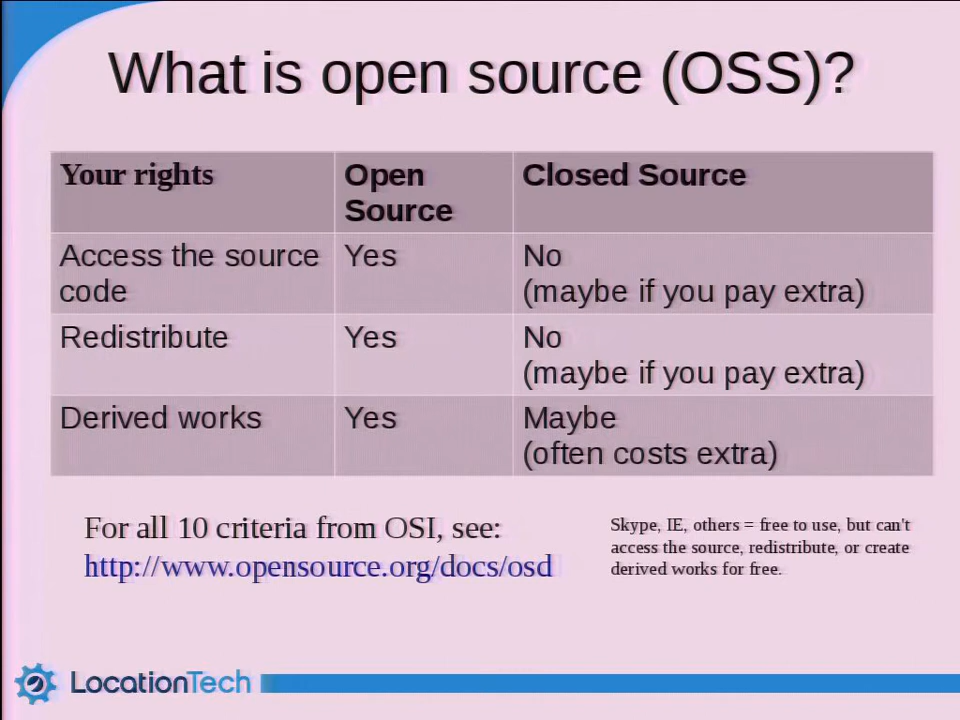 What is open source (OSS)?
Your rights
Open
Source
Closed Source
Access the source
code
Yes
No
(maybe if you pay extra)
Redistribute
Yes
No
(maybe if you pay extra)
Derived works
Yes
Maybe
(often costs extra)
For all 10 criteria from OSI, see:
http://www.opensource.org/docs/osd
Skype, IE, others = free to use, but can't
access the source, redistribute, or create
derived works for free.
LocationTech